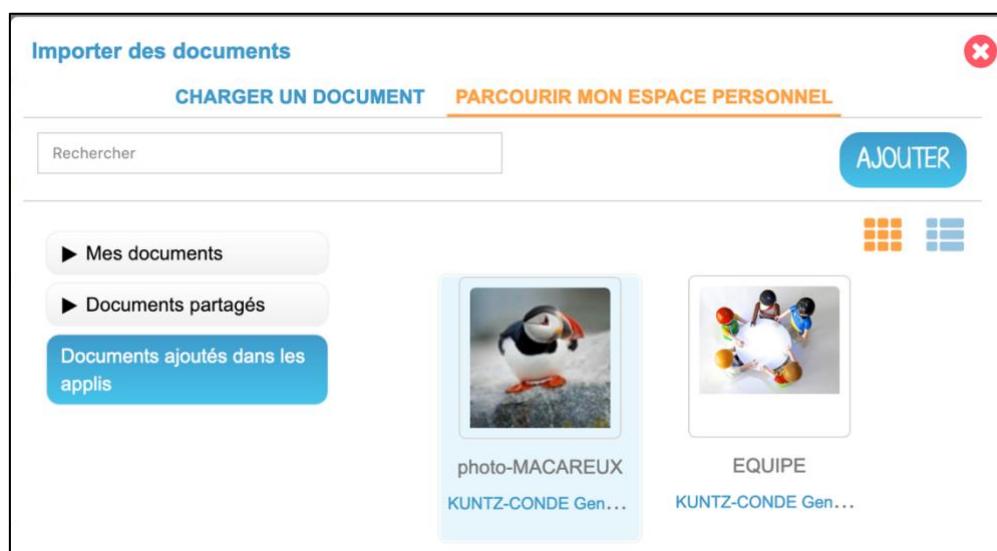 Importer des documents
CHARGER UN DOCUMENT PARCOURIR MON ESPACE PERSONNEL
Rechercher
AJOUTER
▶ Mes documents
▶ Documents partagés
Documents ajoutés dans les
applis
photo-MACAREUX
KUNTZ-CONDE Gen...
EQUIPE
KUNTZ-CONDE Gen...